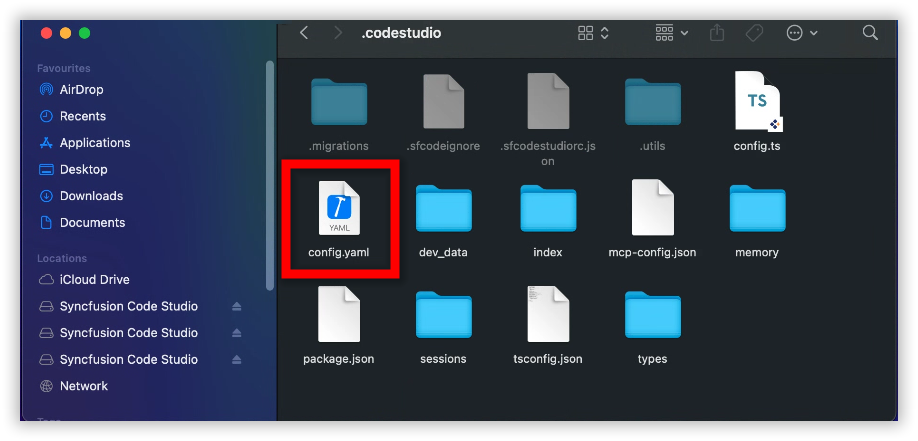 .codestudio
Favourites
AirDrop
Recents
Applications
Desktop
Downloads
Documents
Locations
iCloud Drive
Syncfusion Code Studio
Syncfusion Code Studio
Syncfusion Code Studio
Network
.migrations
.sfcodeignore
.sfcodestudiorc.js
on
.utils
TS
config.ts
YAML
config.yaml
dev_data
index
mcp-config.json
memory
package.json
sessions
tsconfig.json
types